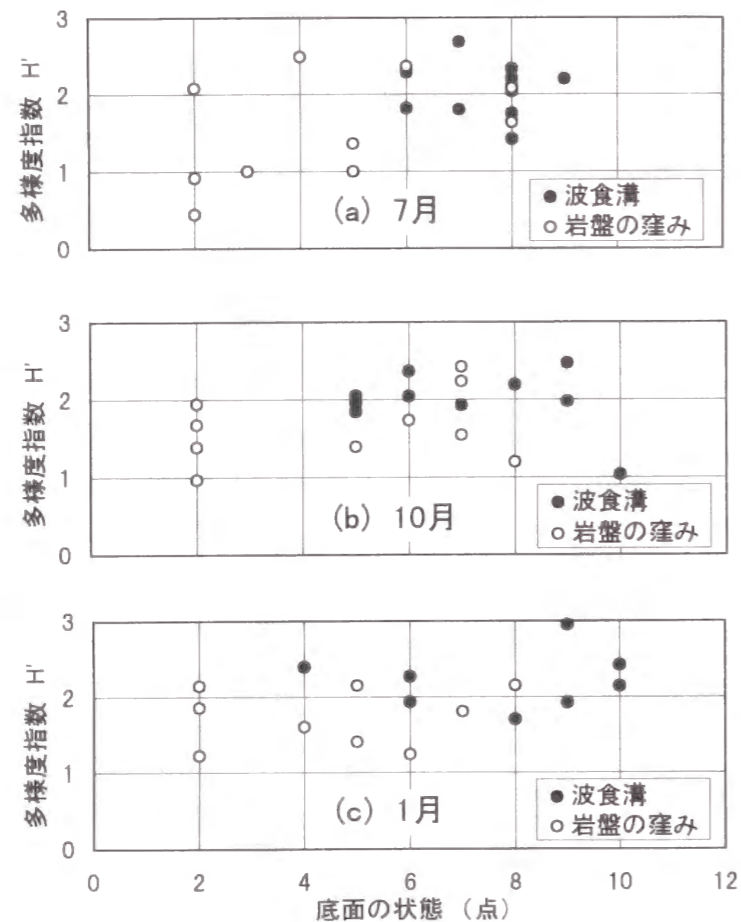 3
2
1
0
多様度指数 H'
(a) 7月
● 波食溝
○ 岩盤の窪み
3
2
1
0
多様度指数 H'
(b) 10月
● 波食溝
○ 岩盤の窪み
3
2
1
0
多様度指数 H'
(c) 1月
● 波食溝
○ 岩盤の窪み
0 2 4 6 8 10 12
底面の状態 (点)